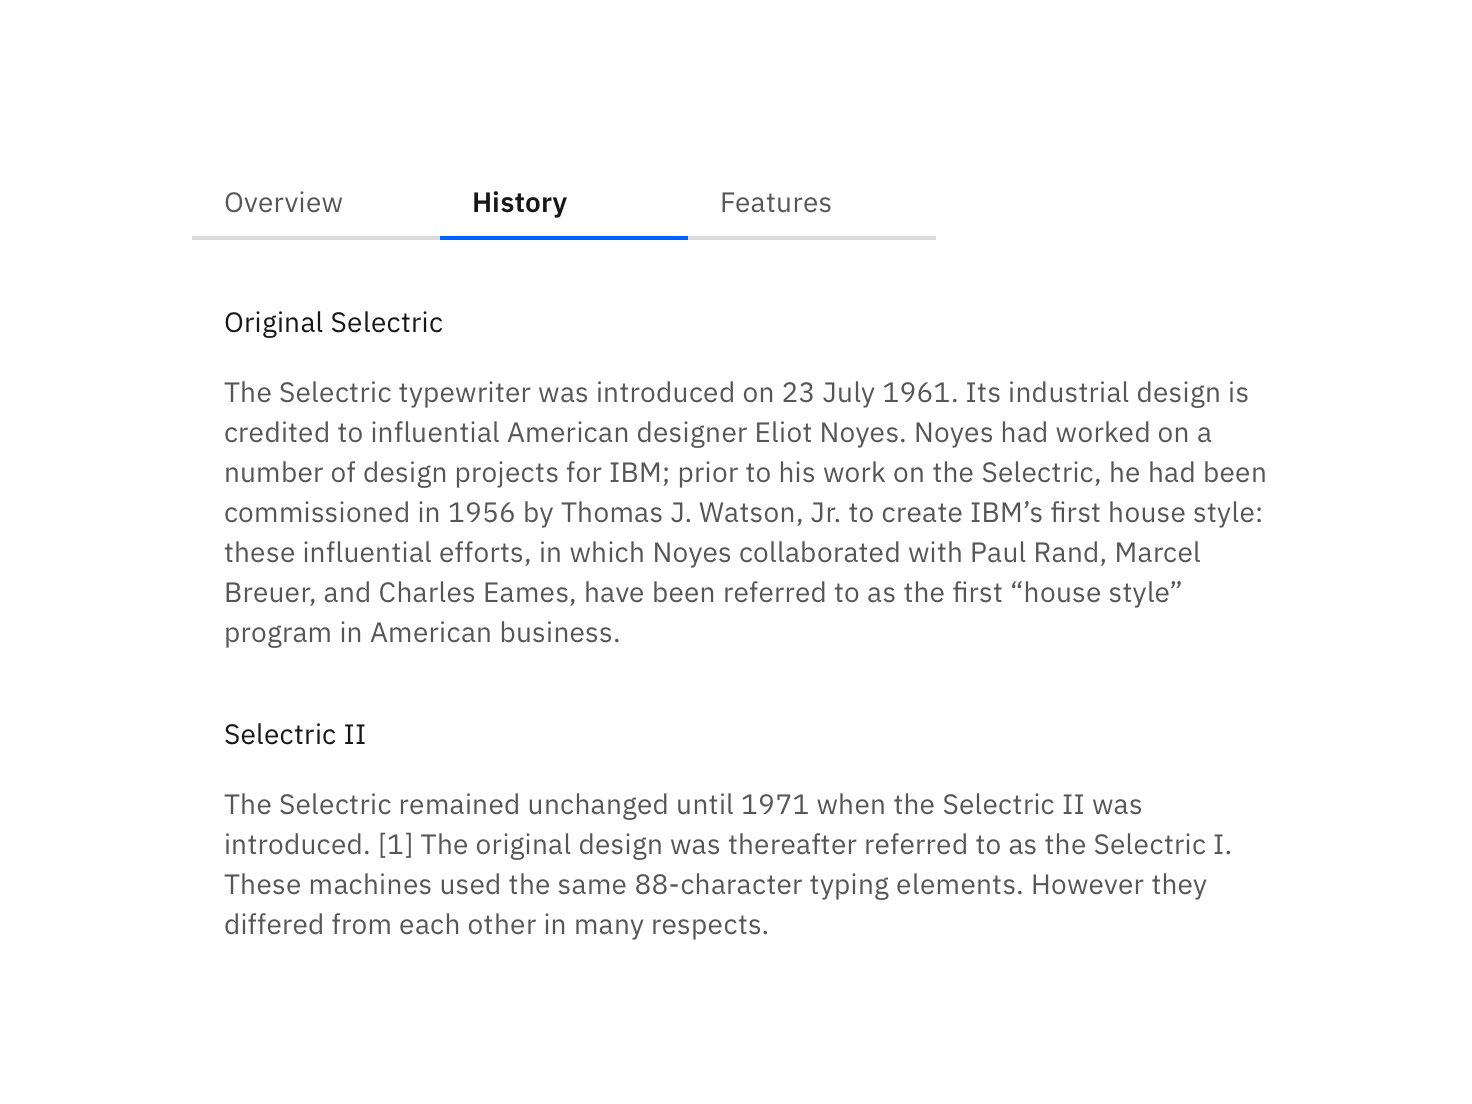 Overview History Features
Original Selectric
The Selectric typewriter was introduced on 23 July 1961. Its industrial design is
credited to influential American designer Eliot Noyes. Noyes had worked on a
number of design projects for IBM; prior to his work on the Selectric, he had been
commissioned in 1956 by Thomas J. Watson, Jr. to create IBM’s first house style:
these influential efforts, in which Noyes collaborated with Paul Rand, Marcel
Breuer, and Charles Eames, have been referred to as the first “house style”
program in American business.
Selectric II
The Selectric remained unchanged until 1971 when the Selectric II was
introduced. [1] The original design was thereafter referred to as the Selectric I.
These machines used the same 88-character typing elements. However they
differed from each other in many respects.